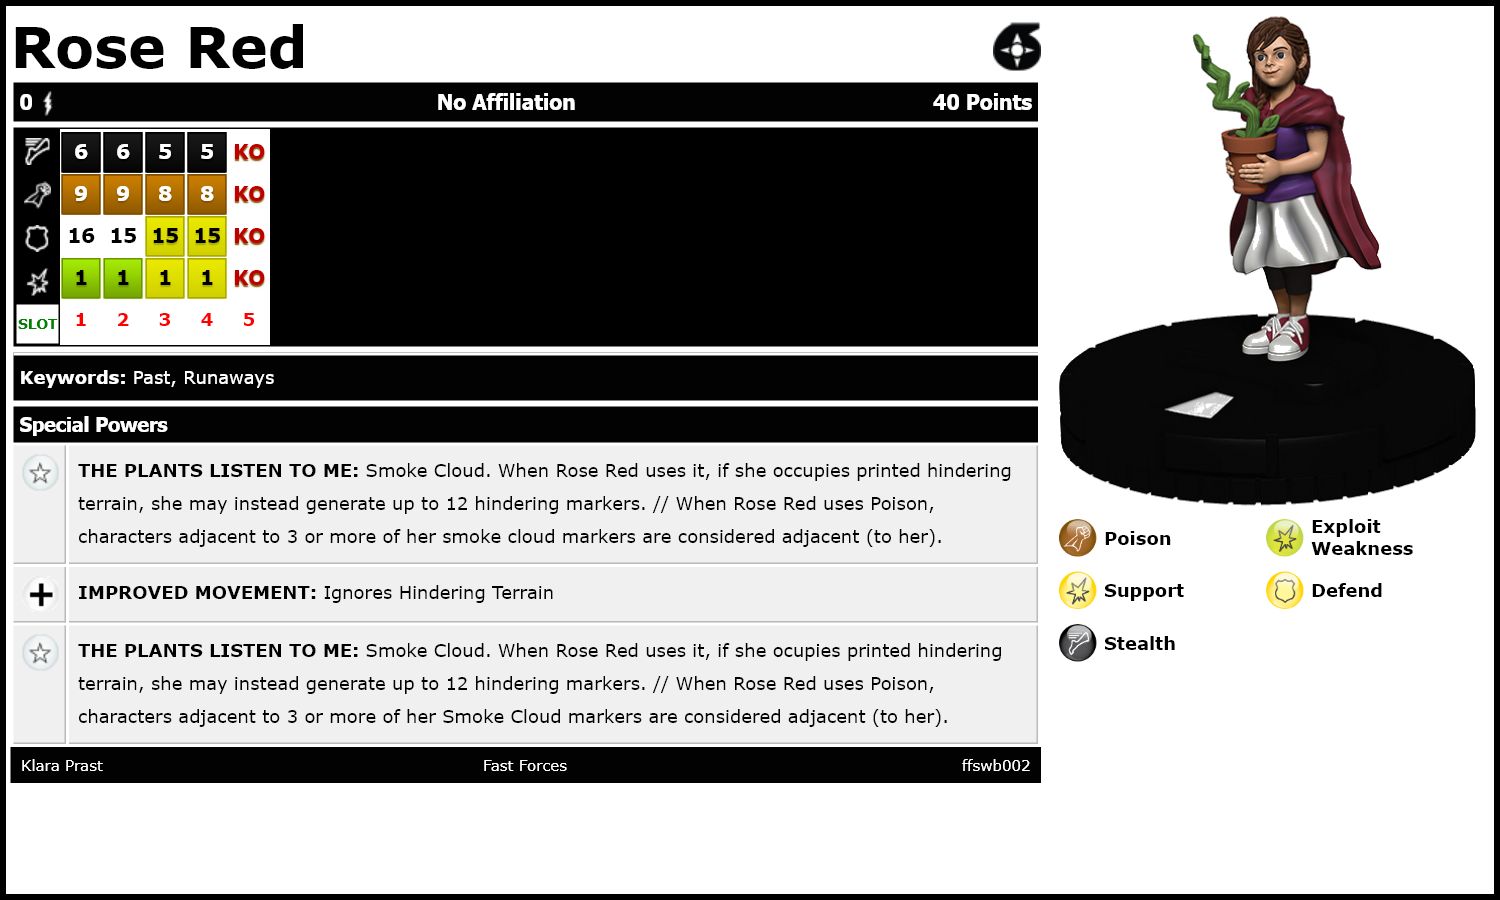 Rose Red
0 No Affiliation 40 Points
6 6 5 5 KO
9 9 8 8 KO
16 15 15 15 KO
1 1 1 1 KO
SLOT 1 2 3 4 5
Keywords: Past, Runaways
Special Powers
THE PLANTS LISTEN TO ME: Smoke Cloud. When Rose Red uses it, if she occupies printed hindering
terrain, she may instead generate up to 12 hindering markers. // When Rose Red uses Poison,
characters adjacent to 3 or more of her smoke cloud markers are considered adjacent (to her).
IMPROVED MOVEMENT: Ignores Hindering Terrain
THE PLANTS LISTEN TO ME: Smoke Cloud. When Rose Red uses it, if she ocupies printed hindering
terrain, she may instead generate up to 12 hindering markers. // When Rose Red uses Poison,
characters adjacent to 3 or more of her Smoke Cloud markers are considered adjacent (to her).
Klara Prast Fast Forces ffswb002
Poison
Exploit
Weakness
Support
Defend
Stealth